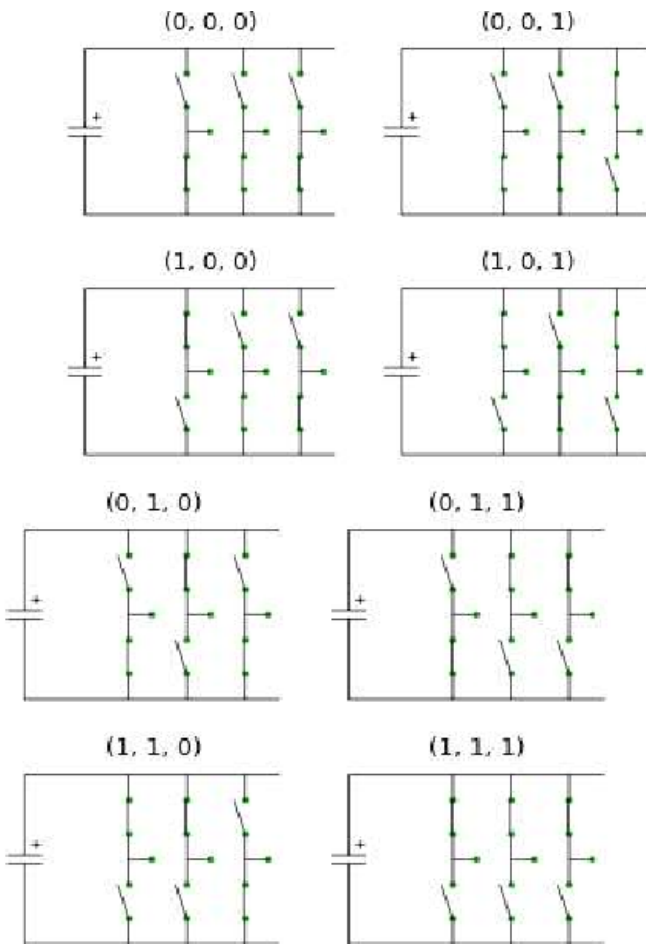 (0, 0, 0) (0, 0, 1)
+ +
(1, 0, 0) (1, 0, 1)
+ +
(0, 1, 0) (0, 1, 1)
+ +
(1, 1, 0) (1, 1, 1)
+ +